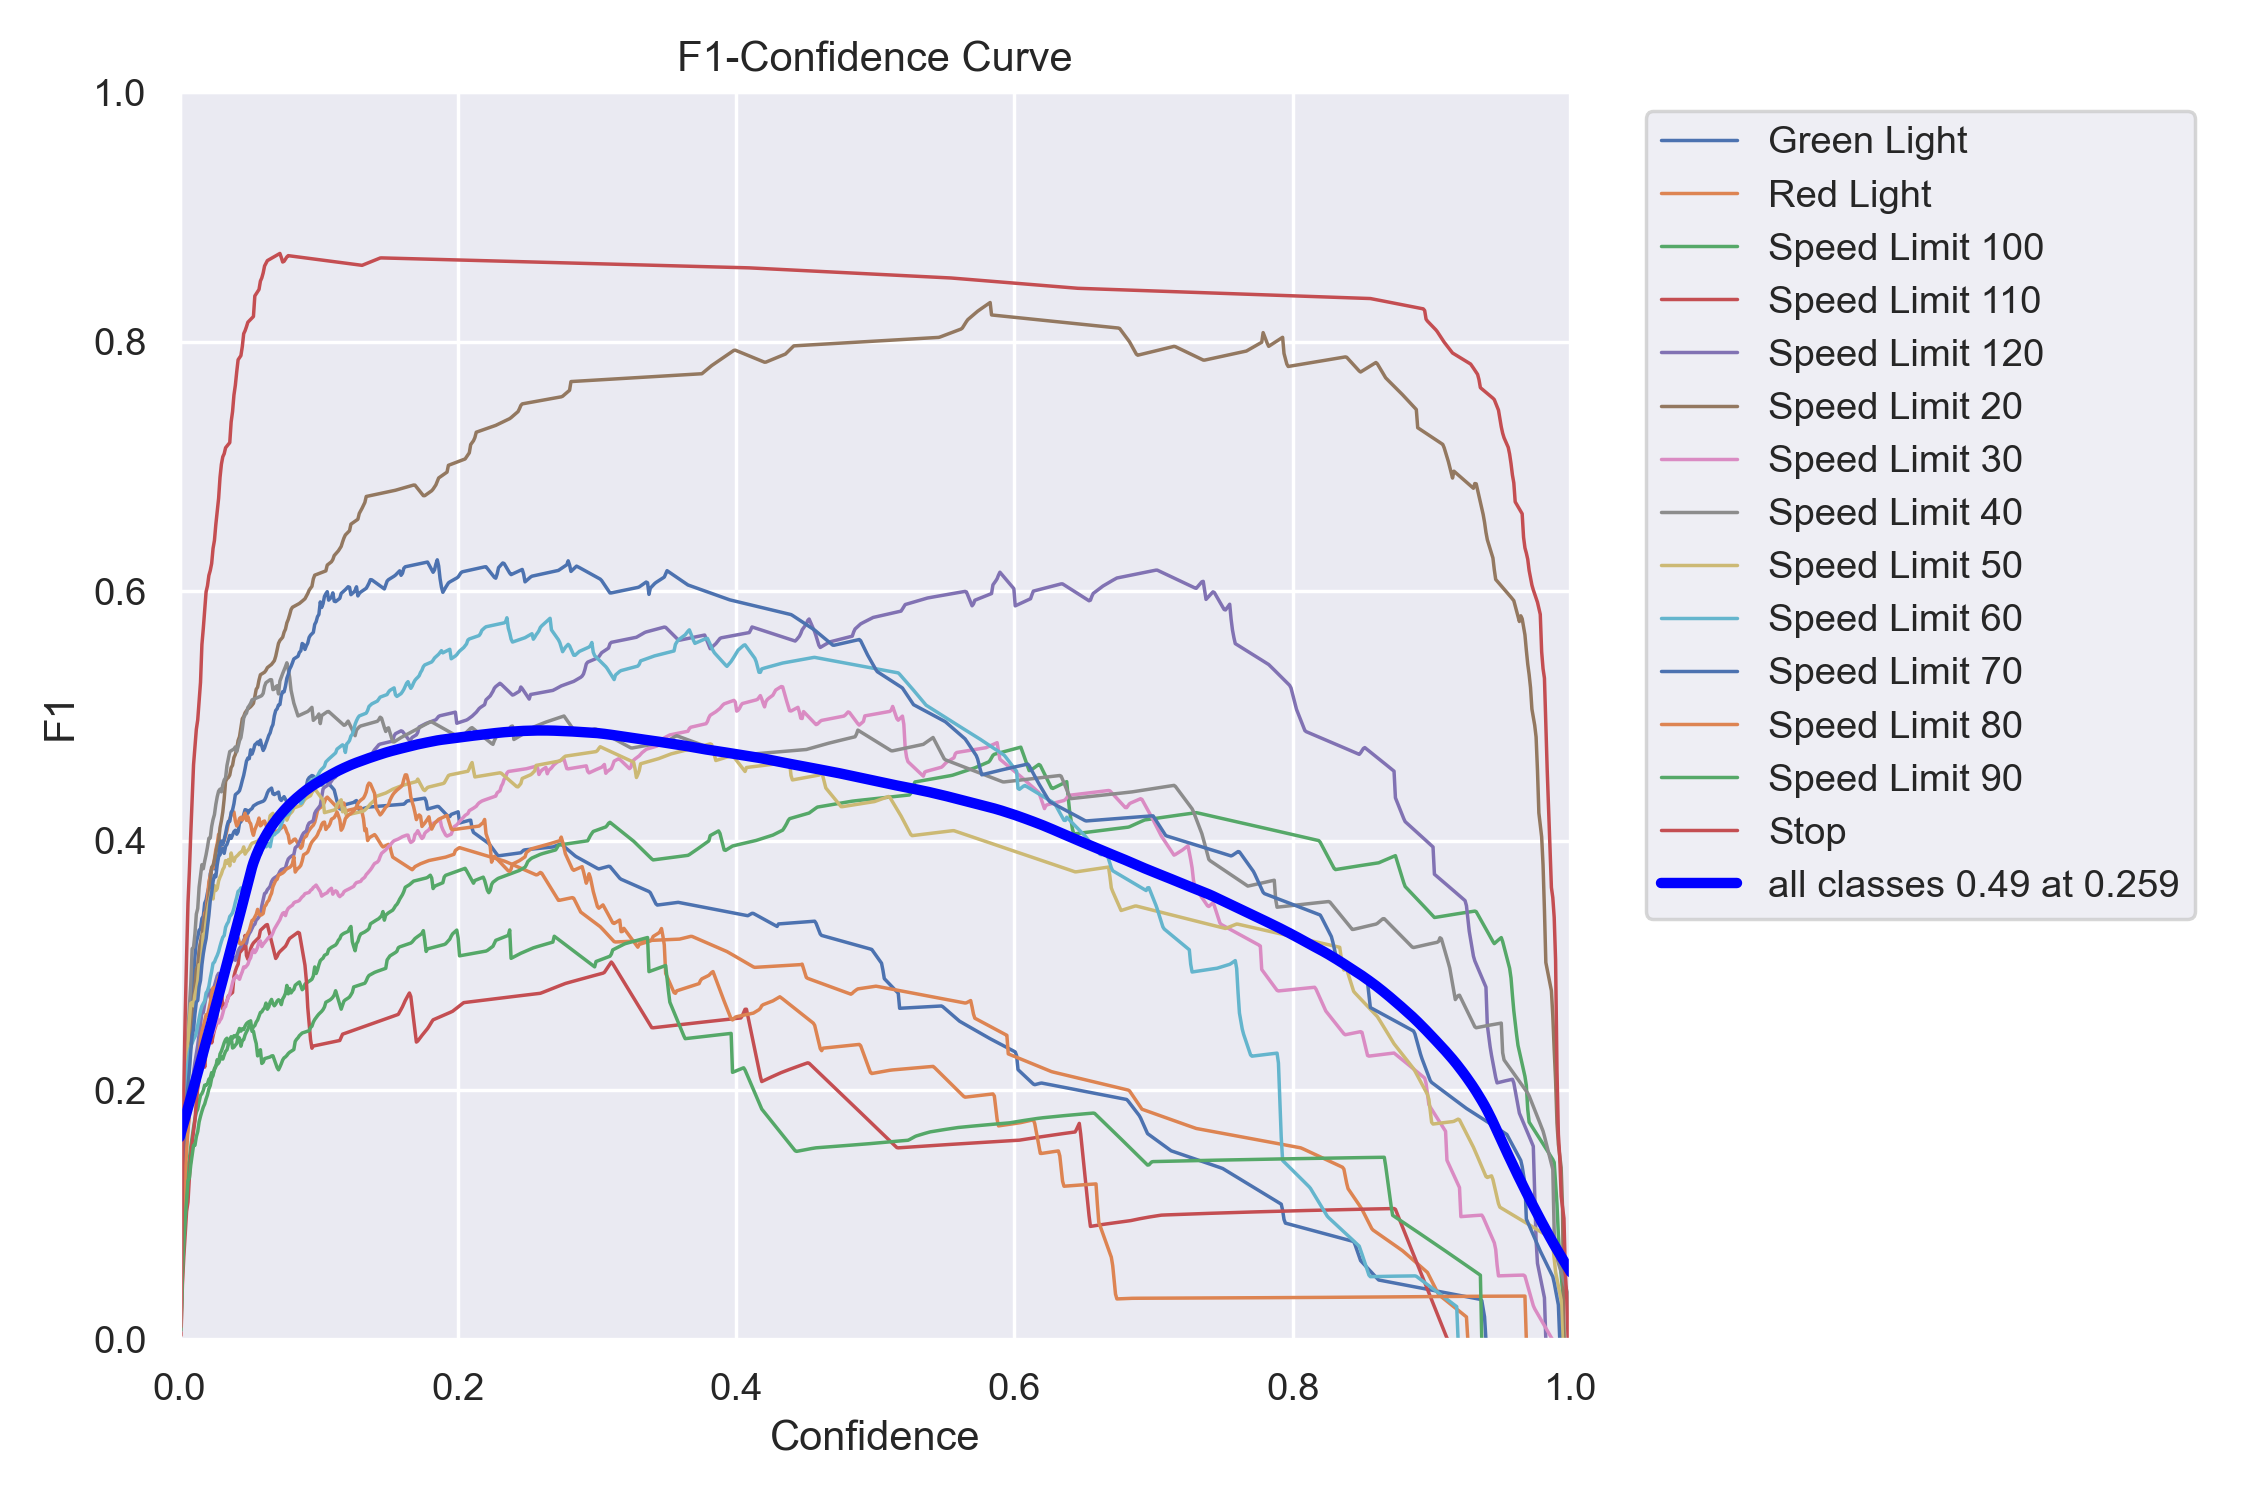 F1-Confidence Curve
1.0
0.8
0.6
0.4
0.2
0.0
F1
0.0 0.2 0.4 0.6 0.8 1.0
Confidence
Green Light
Red Light
Speed Limit 100
Speed Limit 110
Speed Limit 120
Speed Limit 20
Speed Limit 30
Speed Limit 40
Speed Limit 50
Speed Limit 60
Speed Limit 70
Speed Limit 80
Speed Limit 90
Stop
all classes 0.49 at 0.259